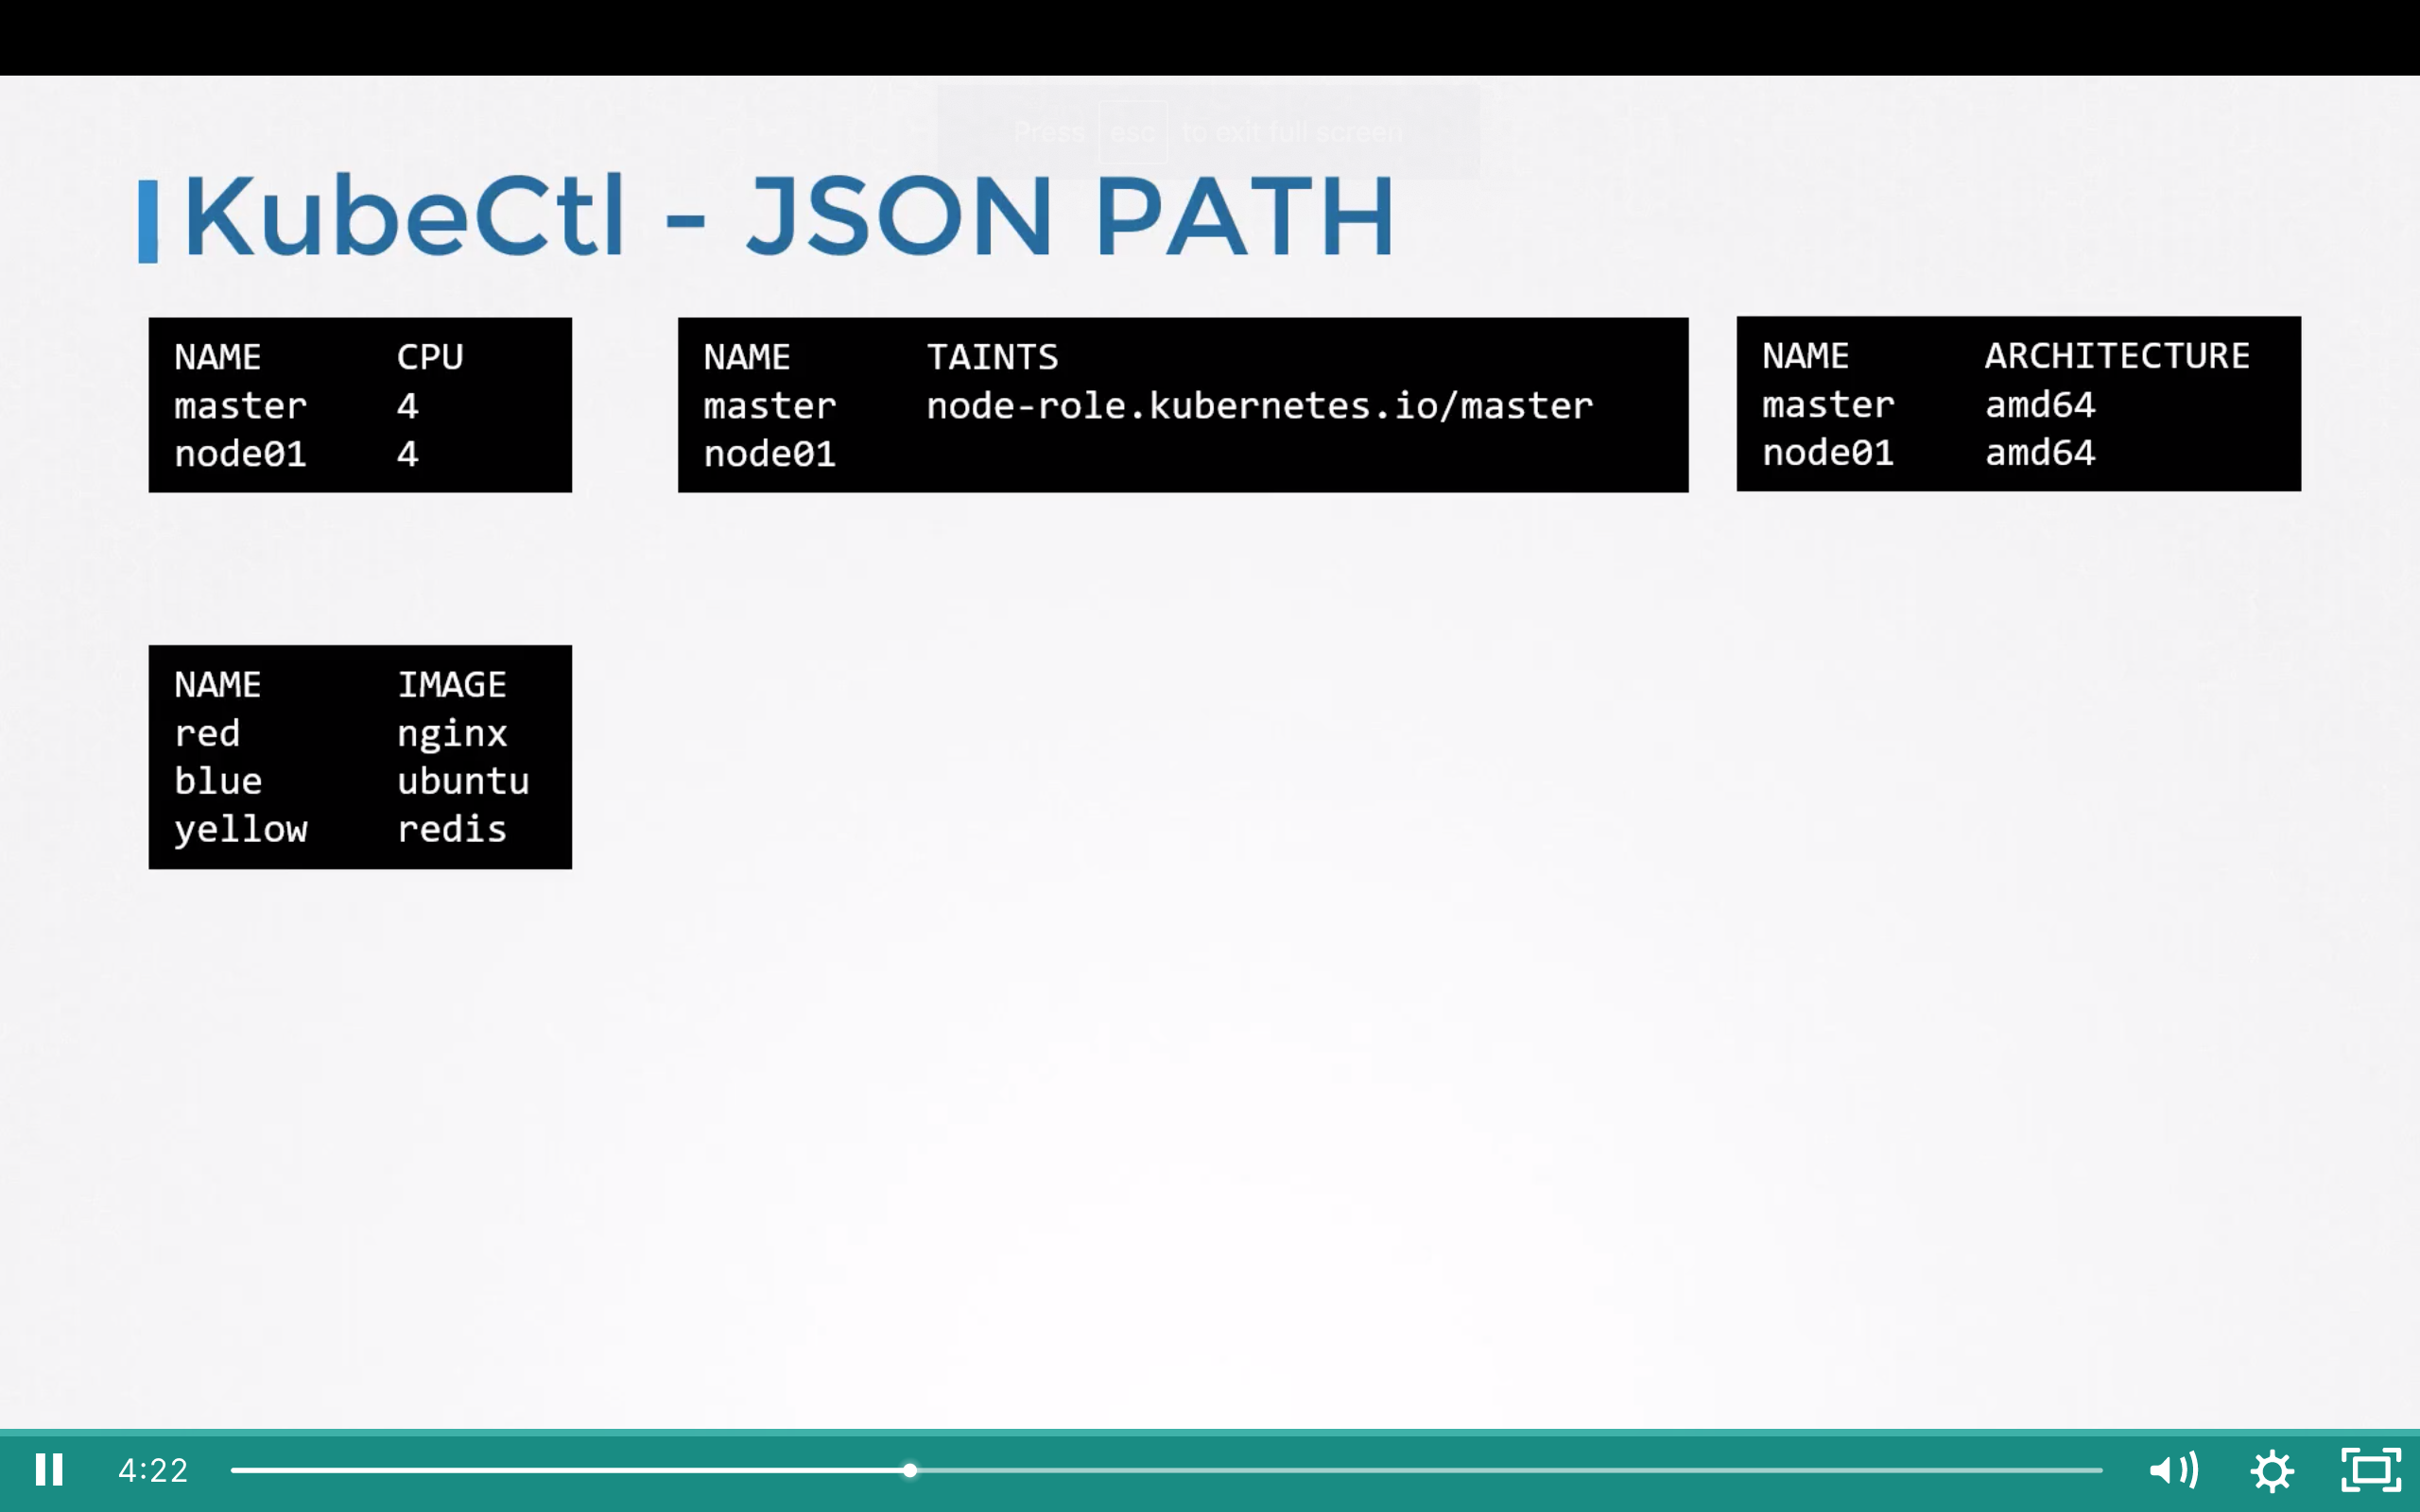 Press esc to exit full screen
KubeCtl - JSON PATH
NAME CPU
master 4
node01 4
NAME TAINTS
master node-role.kubernetes.io/master
node01
NAME ARCHITECTURE
master amd64
node01 amd64
NAME IMAGE
red nginx
blue ubuntu
yellow redis
4:22